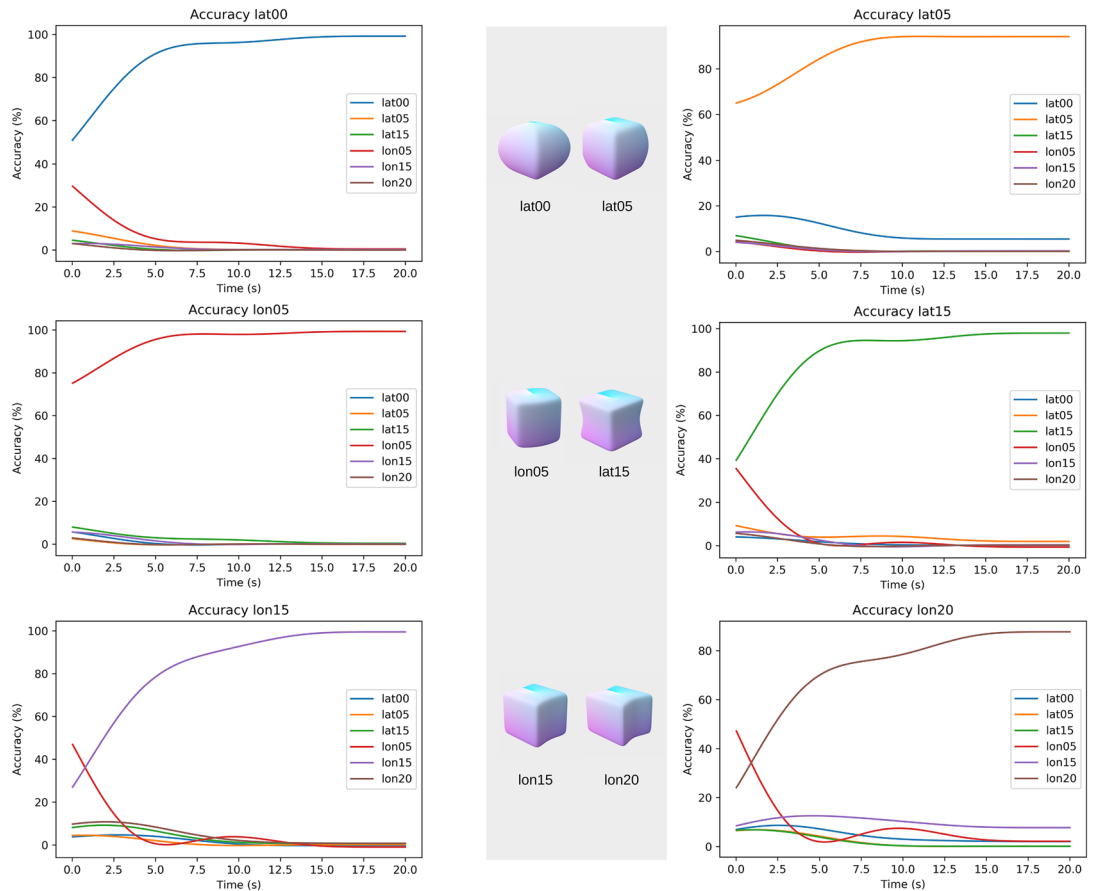 Accuracy lat00
100
80
60
40
20
0
Accuracy (%)
lat00
lat05
lat15
lon05
lon15
lon20
0.0 2.5 5.0 7.5 10.0 12.5 15.0 17.5 20.0
Time (s)
lat00 lat05
Accuracy lat05
80
60
40
20
0
Accuracy (%)
lat00
lat05
lat15
lon05
lon15
lon20
0.0 2.5 5.0 7.5 10.0 12.5 15.0 17.5 20.0
Time (s)
Accuracy lon05
100
80
60
40
20
0
Accuracy (%)
lat00
lat05
lat15
lon05
lon15
lon20
0.0 2.5 5.0 7.5 10.0 12.5 15.0 17.5 20.0
Time (s)
lon05 lat15
Accuracy lat15
100
80
60
40
20
0
Accuracy (%)
lat00
lat05
lat15
lon05
lon15
lon20
0.0 2.5 5.0 7.5 10.0 12.5 15.0 17.5 20.0
Time (s)
Accuracy lon15
100
80
60
40
20
0
Accuracy (%)
lat00
lat05
lat15
lon05
lon15
lon20
0.0 2.5 5.0 7.5 10.0 12.5 15.0 17.5 20.0
Time (s)
lon15 lon20
Accuracy lon20
80
60
40
20
0
Accuracy (%)
lat00
lat05
lat15
lon05
lon15
lon20
0.0 2.5 5.0 7.5 10.0 12.5 15.0 17.5 20.0
Time (s)